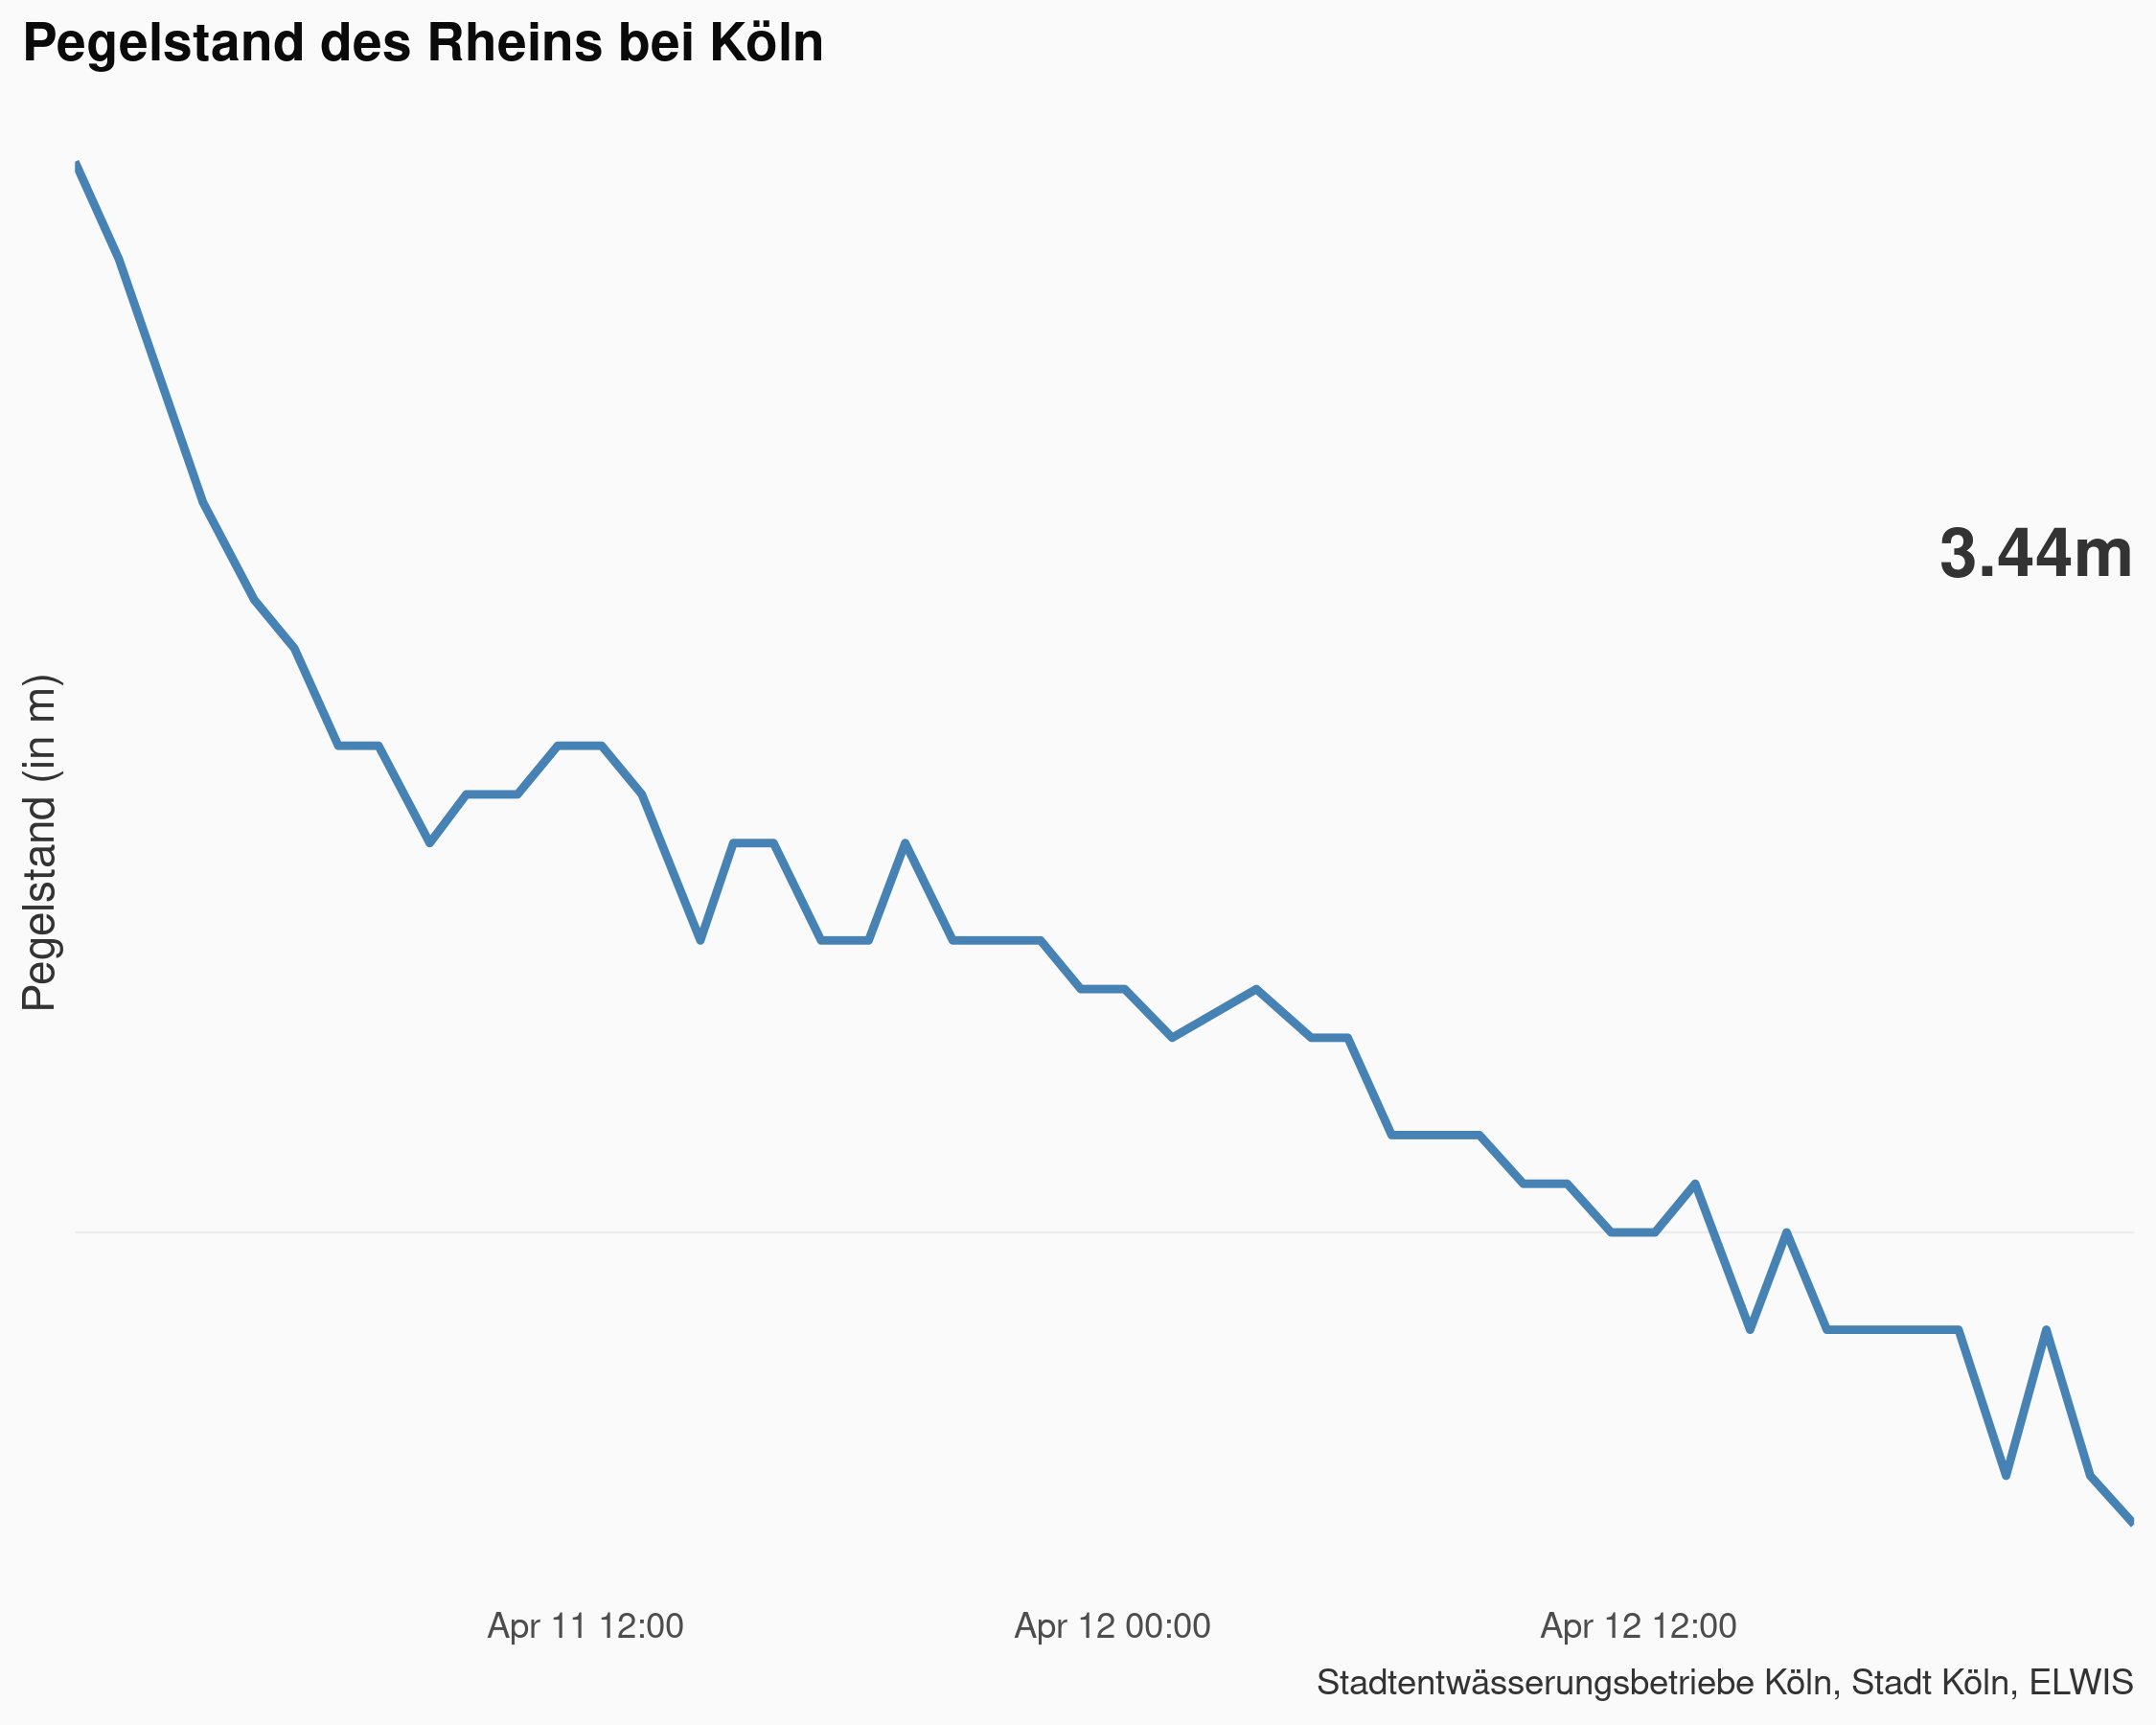 Pegelstand des Rheins bei Köln
3.44m
Pegelstand (in m)
Apr 11 12:00
Apr 12 00:00
Apr 12 12:00
Stadtentwässerungsbetriebe Köln, Stadt Köln, ELWIS